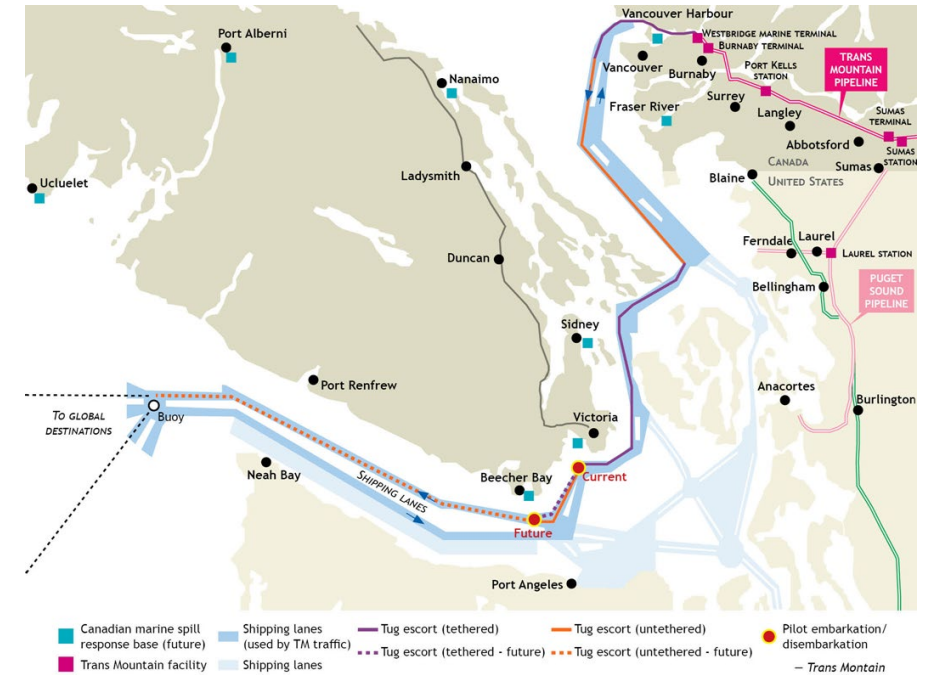 Vancouver Harbour
Port Alberni
WESTBRIDGE MARINE TERMINAL
BURNABY TERMINAL
TRANS
MOUNTAIN
PIPELINE
Vancouver
Burnaby
PORT KELLS
STATION
Nanaimo
Fraser River
Surrey
Langley
SUMAS
TERMINAL
Abbotsford
SUMAS
STATION
CANADA
UNITED STATES
Sumas
Ladysmith
Blaine
Ucluelet
Ferndale
Laurel
LAUREL STATION
Duncan
Bellingham
PUGET
SOUND
PIPELINE
Sidney
Port Renfrew
Anacortes
Burlington
TO GLOBAL
DESTINATIONS
Buoy
Victoria
Neah Bay
SHIPPING LANES
Beecher Bay
Current
Future
Port Angeles
Canadian marine spill
response base (future)
Trans Mountain facility
Shipping lanes
(used by TM traffic)
Shipping lanes
Tug escort (tethered)
Tug escort (tethered - future)
Tug escort (untethered)
Tug escort (untethered - future)
Pilot embarkation/
disembarkation
— Trans Montain